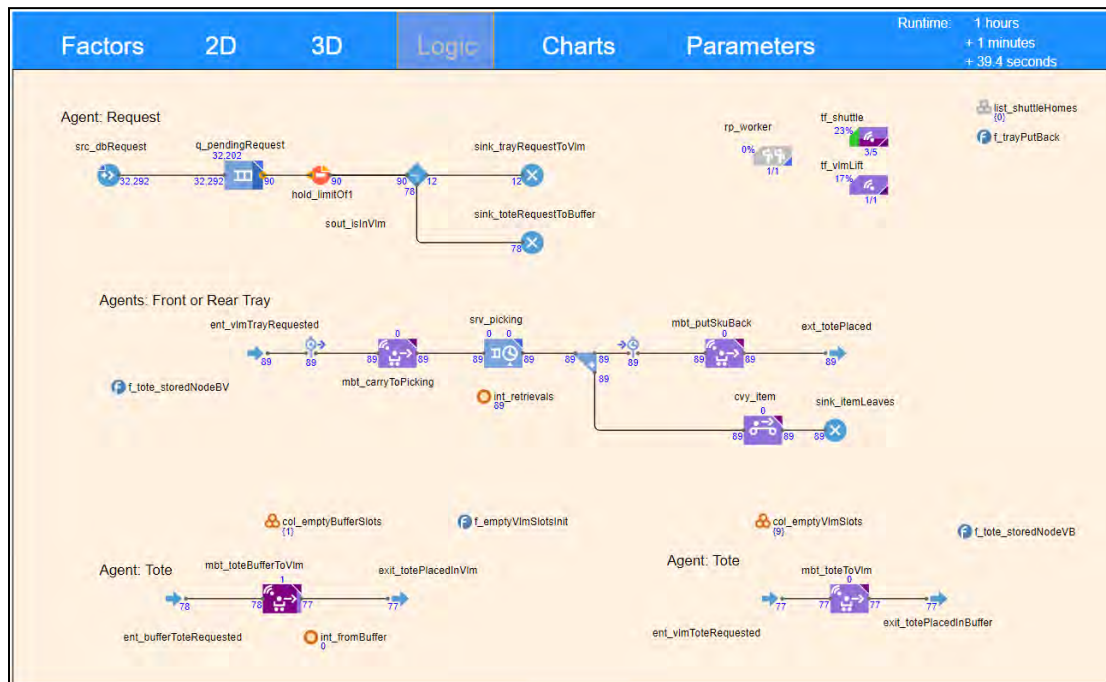 Factors 2D 3D Logic Charts Parameters
Runtime: 1 hours
+ 1 minutes
+ 39.4 seconds
Agent: Request
src_dbRequest
q_pendingRequest
32,202
32,292 32,292 90
hold_limitOf1
90 90 12
78
sout_isInVlm
sink_trayRequestToVlm
12
sink_toteRequestToBuffer
78
rp_worker
0%
1/1
tf_shuttle
23%
3/5
tf_vlmLift
17%
1/1
list_shuttleHomes
{0}
f_trayPutBack
Agents: Front or Rear Tray
ent_vlmTrayRequested
89 89
0
89 89
mbt_carryToPicking
srv_picking
0 0
89 89
int_retrievals
89
89 89 89
89
mbt_putSkuBack
0
89 89
ext_totePlaced
89
f_tote_storedNodeBV
cvy_item
0
89 89
sink_itemLeaves
89
col_emptyBufferSlots
{1}
f_emptyVlmSlotsInit
col_emptyVlmSlots
{9}
f_tote_storedNodeVB
Agent: Tote
mbt_toteBufferToVlm
1
78 78 77 77
exit_totePlacedInVlm
ent_bufferToteRequested
int_fromBuffer
0
Agent: Tote
mbt_toteToVlm
0
77 77 77 77
ent_vlmToteRequested
exit_totePlacedInBuffer